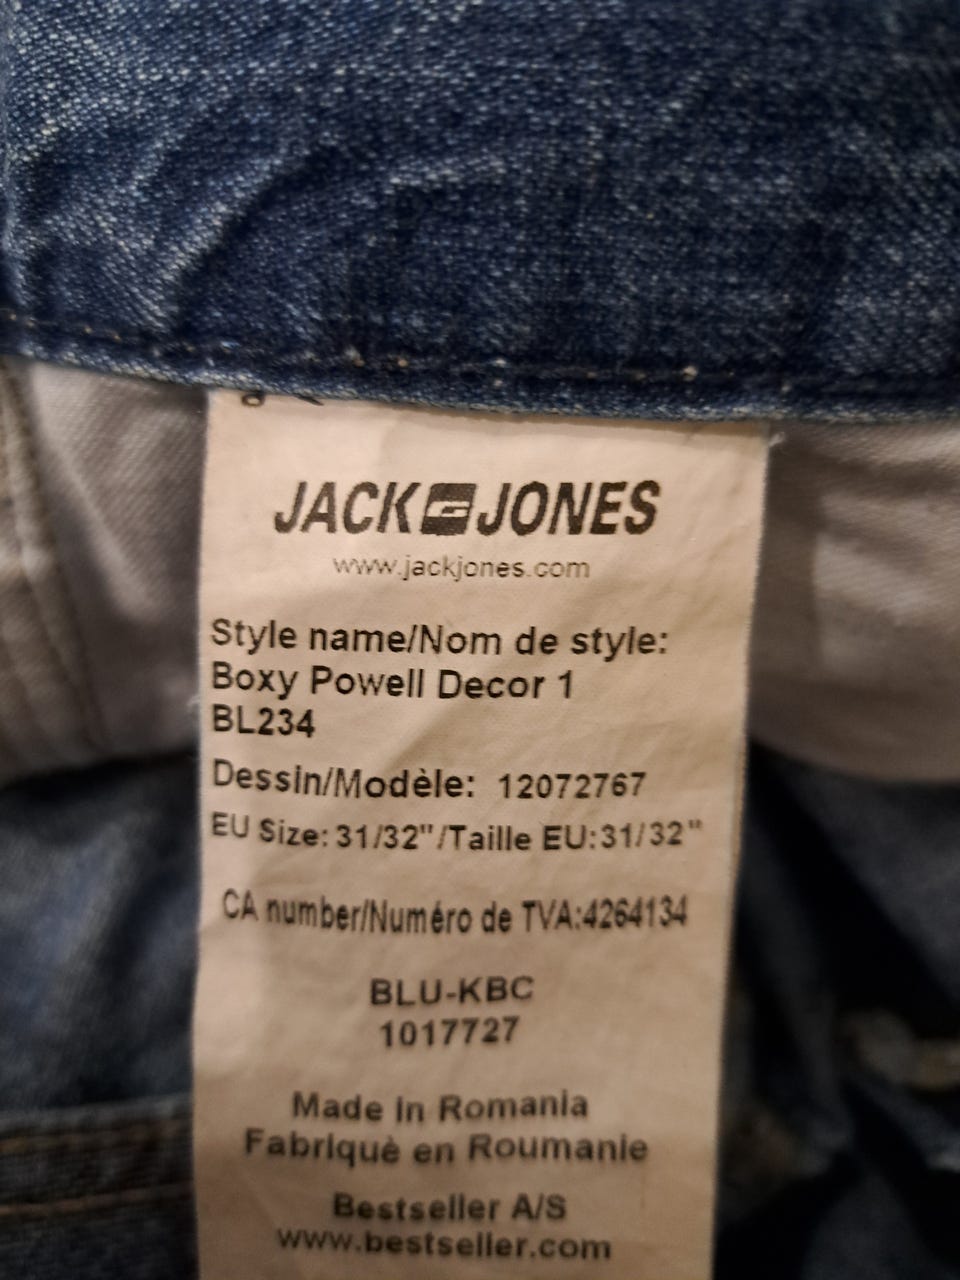 JACK JONES
www.jackjones.com
Style name/Nom de style:
Boxy Powell Decor 1
BL234
Dessin/Modèle: 12072767
EU Size: 31/32"/Taille EU:31/32"
CA number/Numéro de TVA:4264134
BLU-KBC
1017727
Made in Romania
Fabriquè en Roumanie
Bestseller A/S
www.bestseller.com